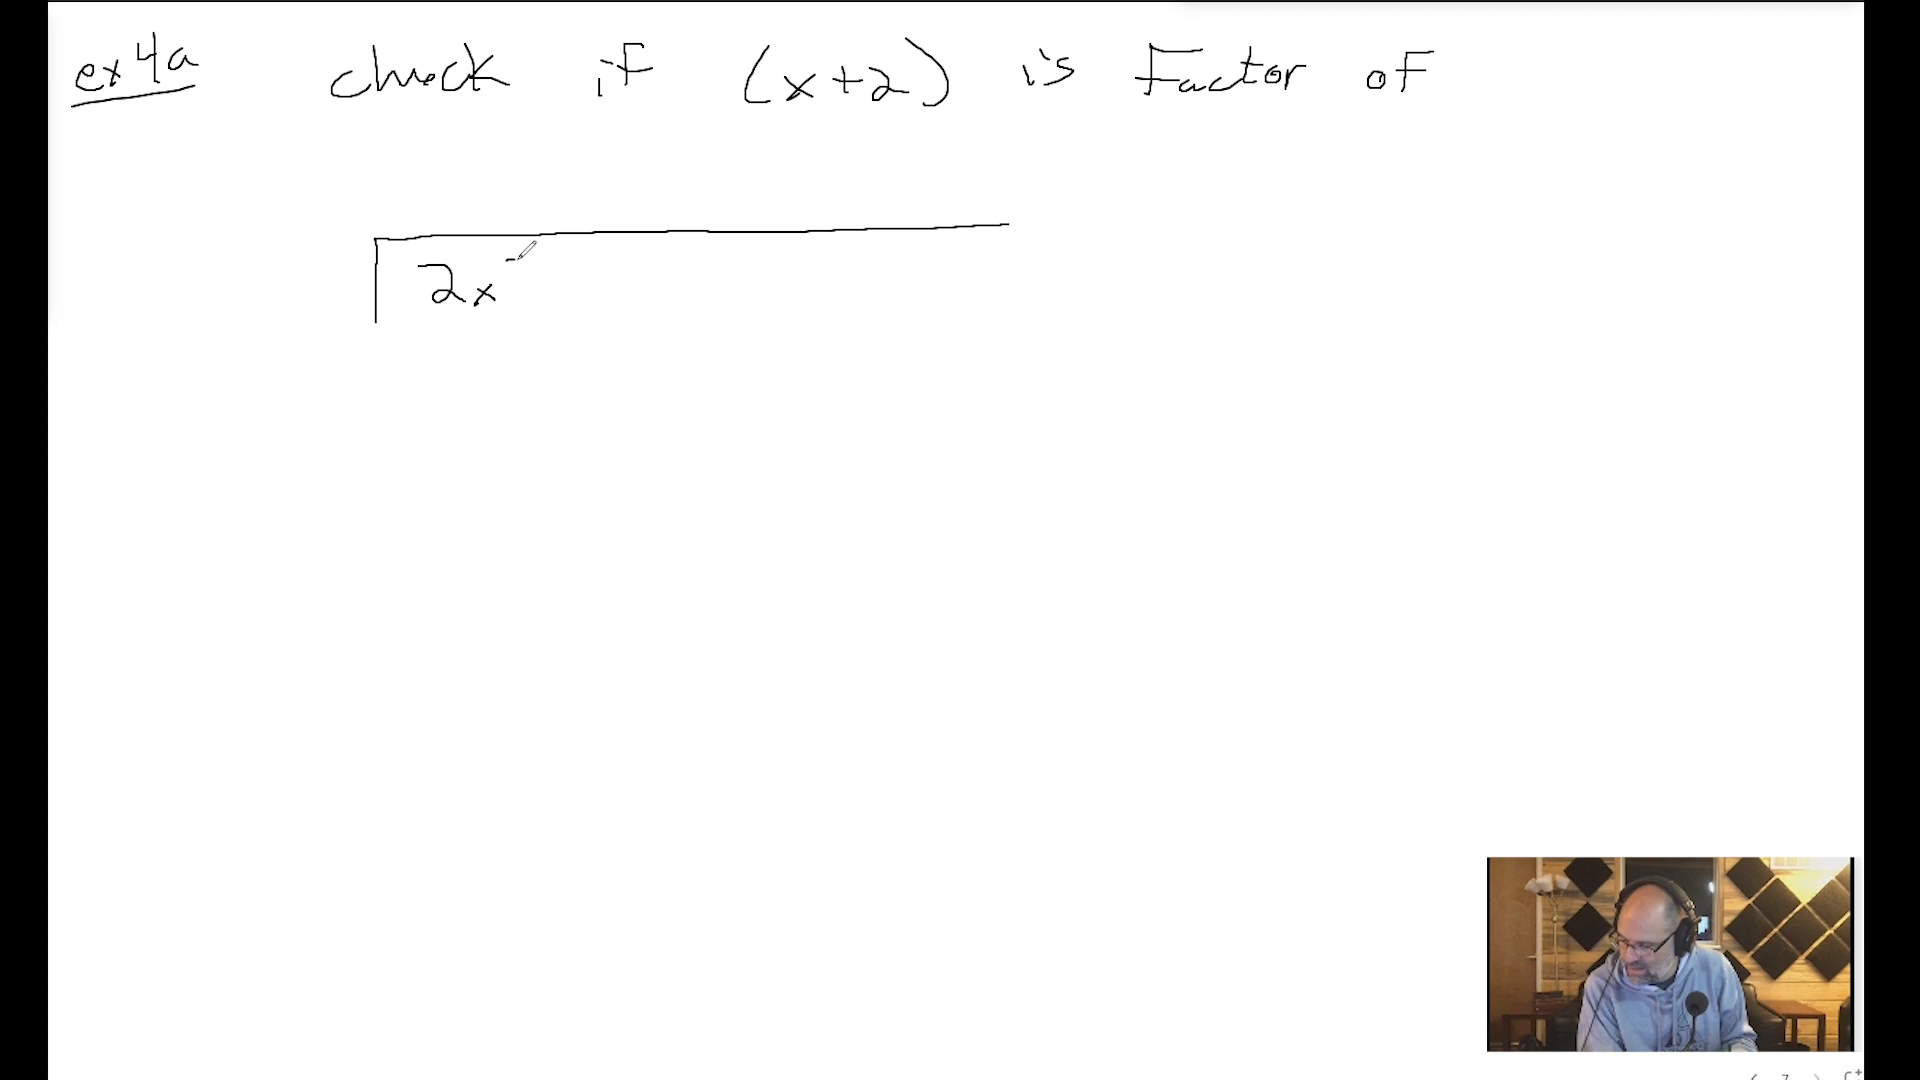 ex 4a check if (x+2) is Factor of
2x